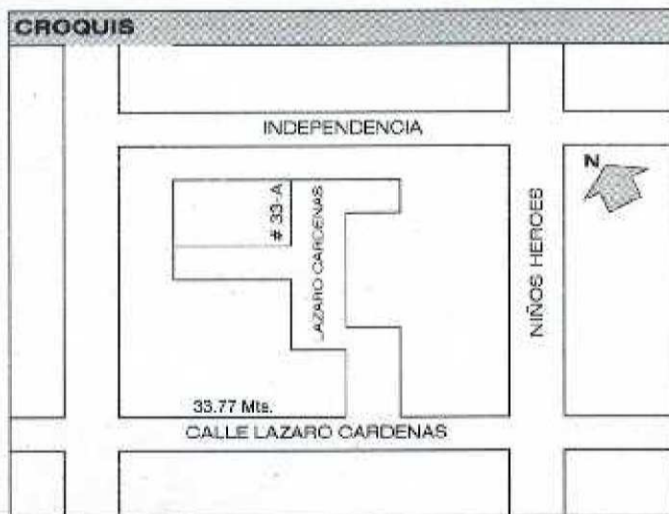 CROQUIS
INDEPENDENCIA
N
# 33-A
LAZARO CARDENAS
NIÑOS HEROES
33.77 Mts.
CALLE LAZARO CARDENAS